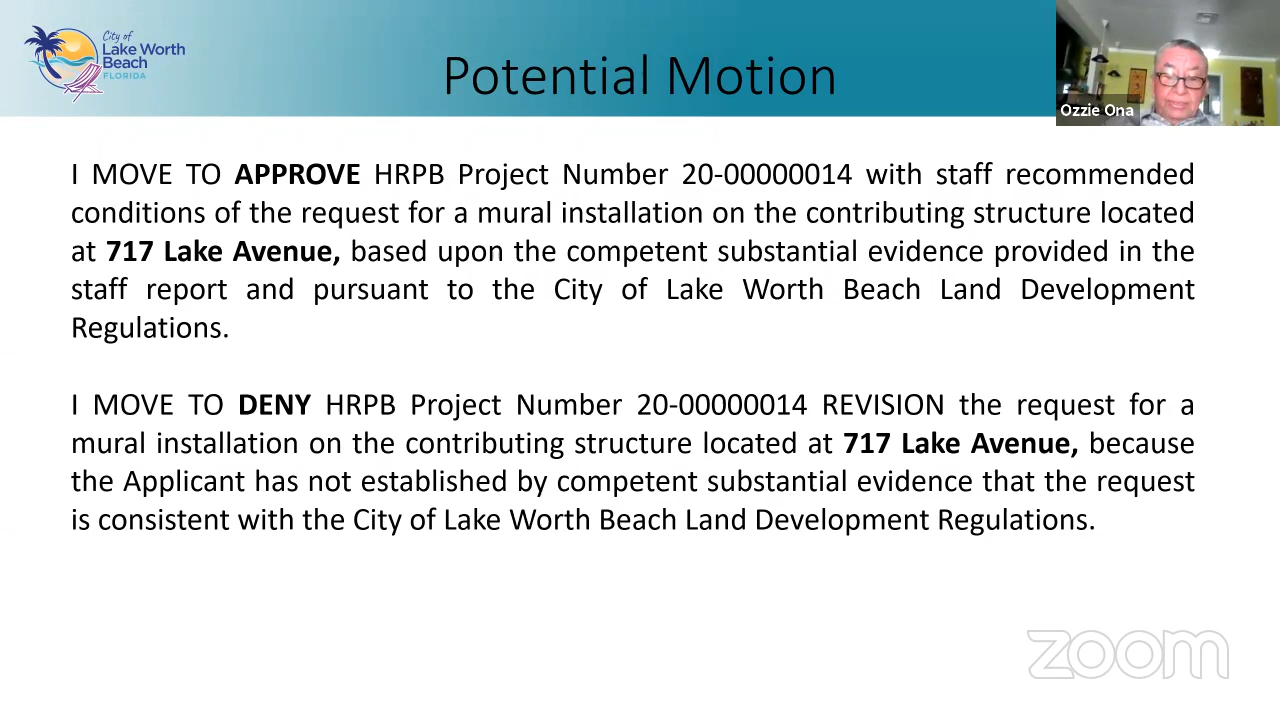 City of
Lake Worth
Beach
FLORIDA
Potential Motion
Ozzie Ona
I MOVE TO APPROVE HRPB Project Number 20-00000014 with staff recommended
conditions of the request for a mural installation on the contributing structure located
at 717 Lake Avenue, based upon the competent substantial evidence provided in the
staff report and pursuant to the City of Lake Worth Beach Land Development
Regulations.
I MOVE TO DENY HRPB Project Number 20-00000014 REVISION the request for a
mural installation on the contributing structure located at 717 Lake Avenue, because
the Applicant has not established by competent substantial evidence that the request
is consistent with the City of Lake Worth Beach Land Development Regulations.
zoom